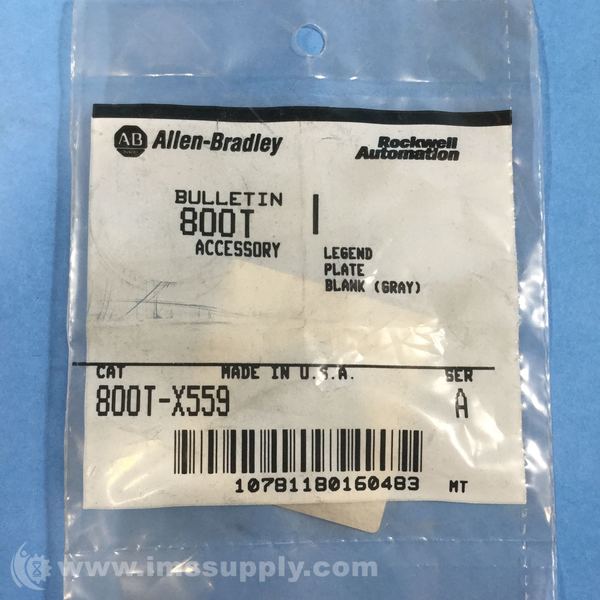 AB
Allen-Bradley
Rockwell
Automation
BULLETIN
800T
ACCESSORY
LEGEND
PLATE
BLANK (GRAY)
CAT
MADE IN U.S.A.
SER
800T-X559
A
10781180160483
MT
www.imesupply.com